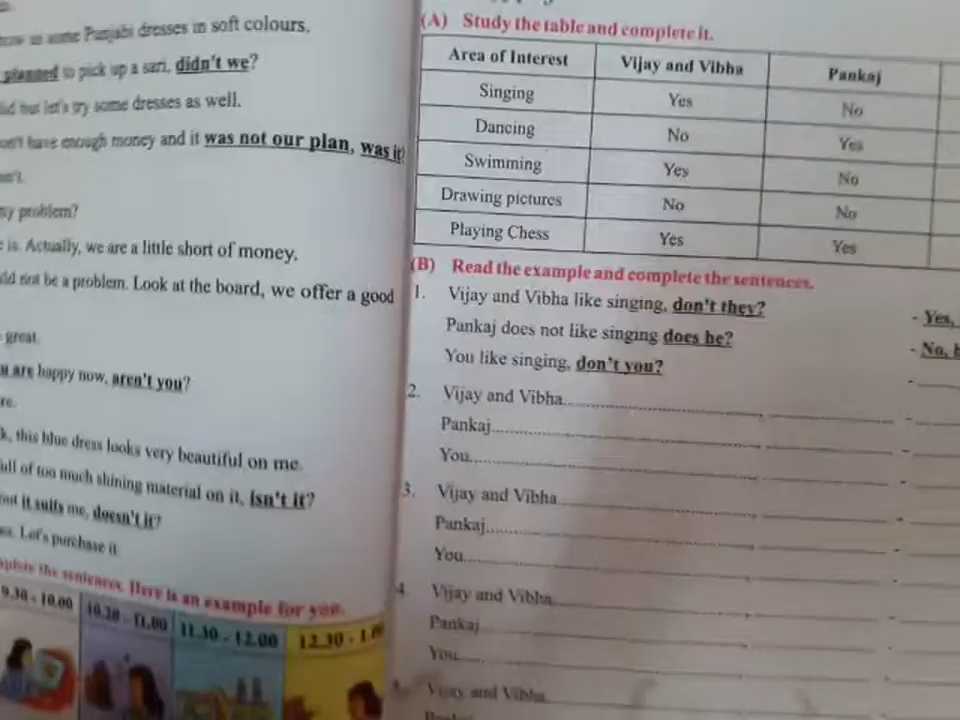 some Punjabi dresses in soft colours.
planned to pick up a sari, didn't we?
but let's try some dresses as well.
have enough money and it was not our plan, was it?
my problem?
is. Actually, we are a little short of money.
not be a problem. Look at the board, we offer a good
great.
are happy now, aren't you?
this blue dress looks very beautiful on me.
of too much shining material on it, isn't it?
but it suits me, doesn't it?
Let's purchase it
the sentences. Here is an example for you.
9.30 - 10.00 10.20 - 11.00 11.30 - 12.00 12.30 -
(A) Study the table and complete it.
Area of Interest Vijay and Vibha Pankaj
Singing Yes No
Dancing No Yes
Swimming Yes No
Drawing pictures No No
Playing Chess Yes Yes
(B) Read the example and complete the sentences.
1. Vijay and Vibha like singing, don't they? - Yes,
Pankaj does not like singing does he? - No,
You like singing, don't you? -
2. Vijay and Vibha
Pankaj
You
3. Vijay and Vibha
Pankaj
You
4. Vijay and Vibha
Pankaj
You
Vijay and Vibha
Pankaj